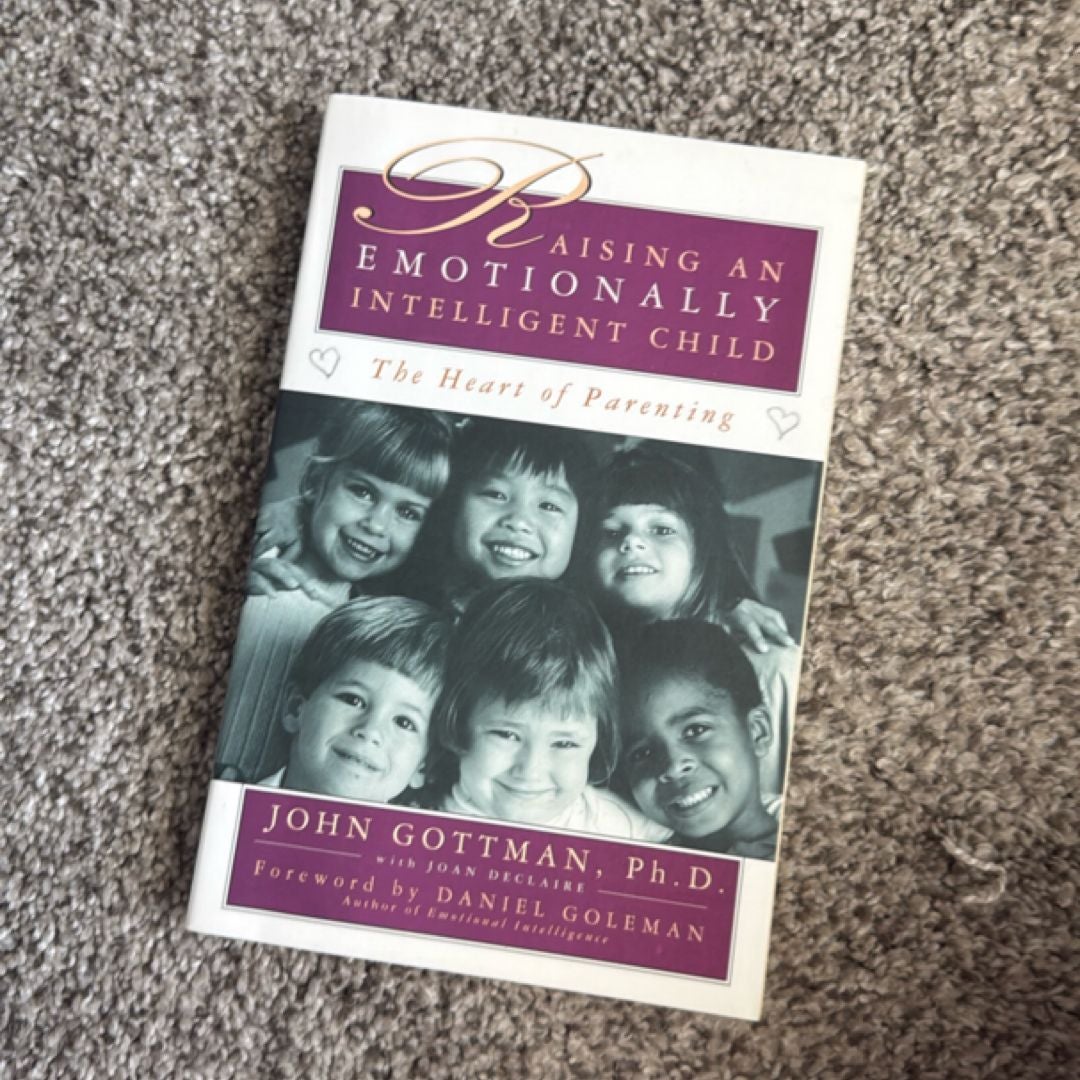 RAISING AN
EMOTIONALLY
INTELLIGENT CHILD
The Heart of Parenting
JOHN GOTTMAN, Ph.D.
with JOAN DECLAIRE
Foreword by DANIEL GOLEMAN
Author of Emotional Intelligence